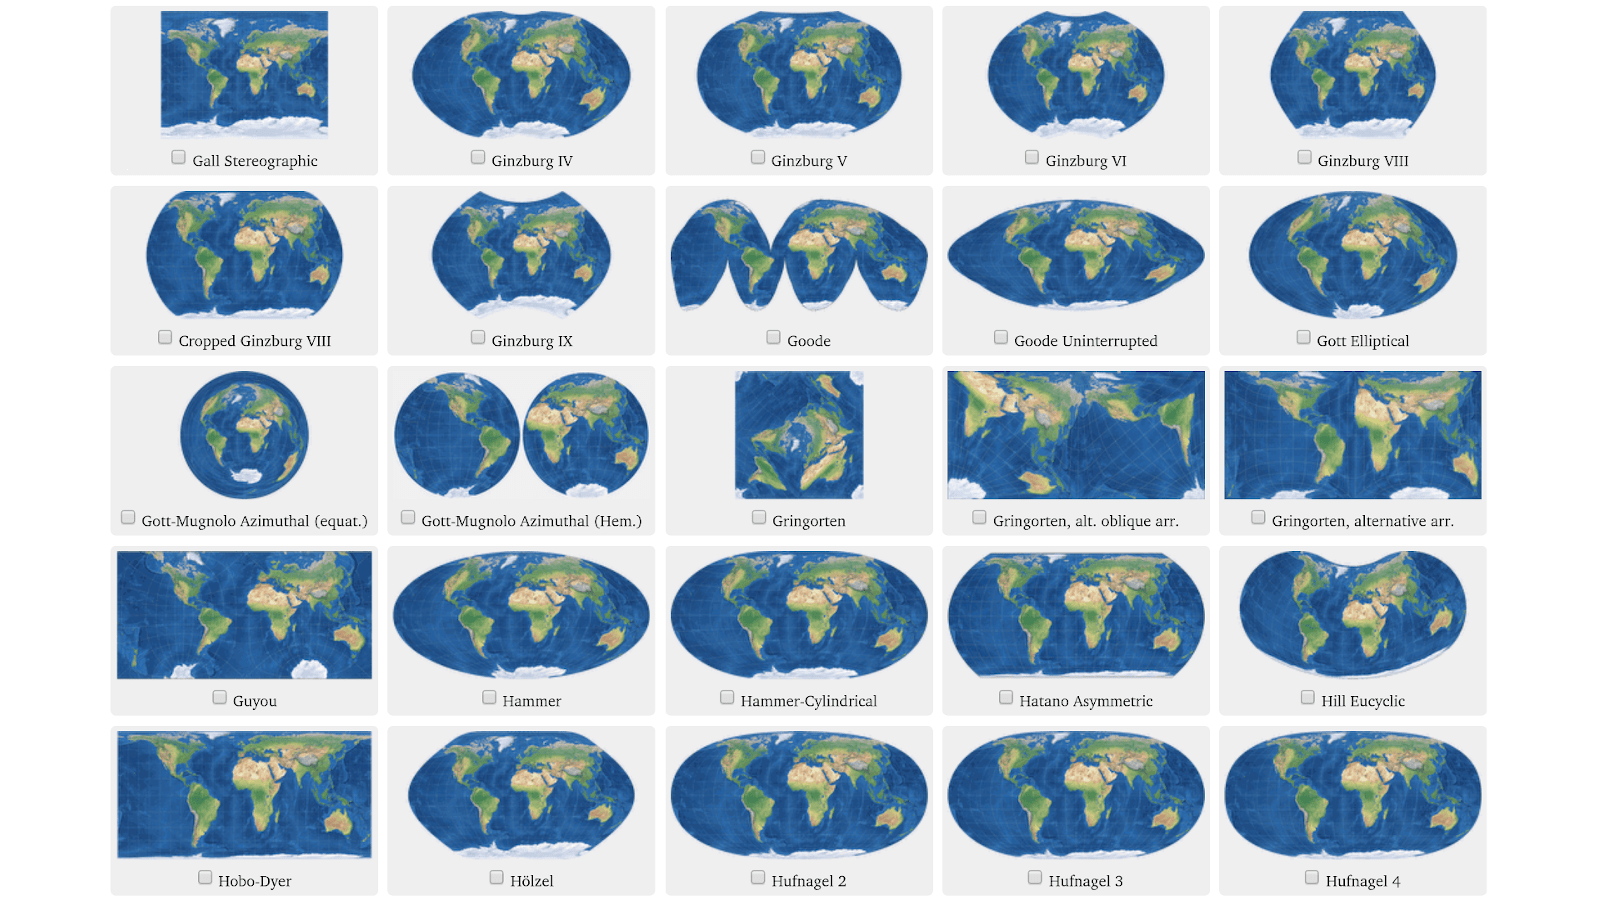 Gall Stereographic
Ginzburg IV
Ginzburg V
Ginzburg VI
Ginzburg VIII
Cropped Ginzburg VIII
Ginzburg IX
Goode
Goode Uninterrupted
Gott Elliptical
Gott-Mugnolo Azimuthal (equat.)
Gott-Mugnolo Azimuthal (Hem.)
Gringorten
Gringorten, alt. oblique arr.
Gringorten, alternative arr.
Guyou
Hammer
Hammer-Cylindrical
Hatano Asymmetric
Hill Eucyclic
Hobo-Dyer
Hölzel
Hufnagel 2
Hufnagel 3
Hufnagel 4